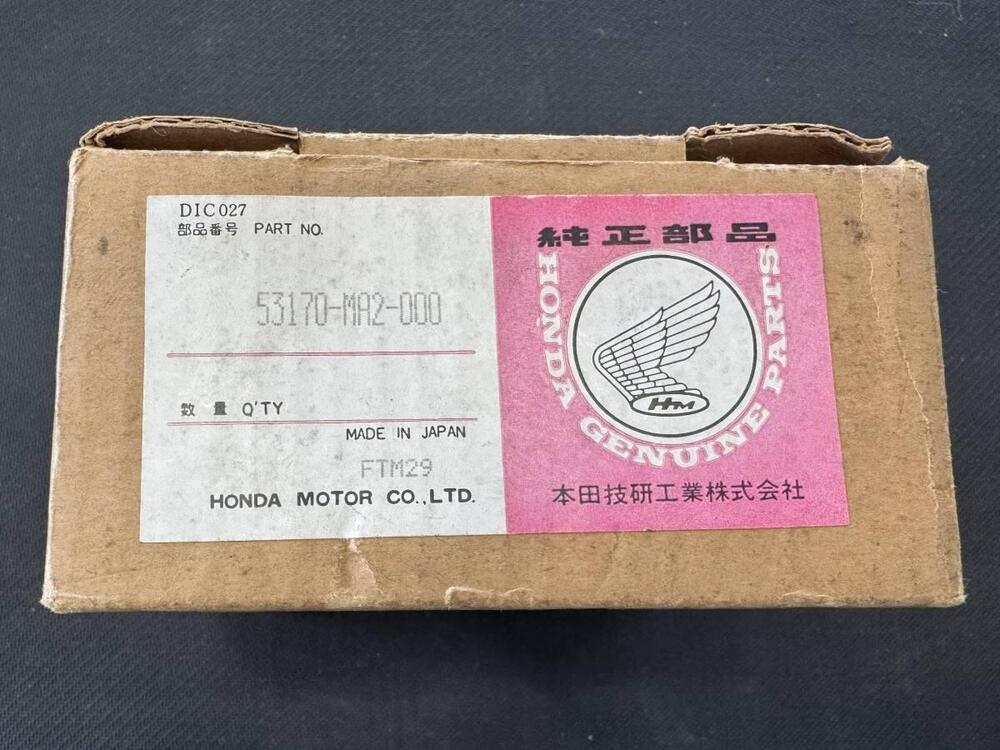 DIC027
部品番号 PART NO.
53170-MA2-000
数量 Q'TY
MADE IN JAPAN
FTM29
HONDA MOTOR CO.,LTD.
純正部品
HONDA GENUINE PARTS
HM
本田技研工業株式会社